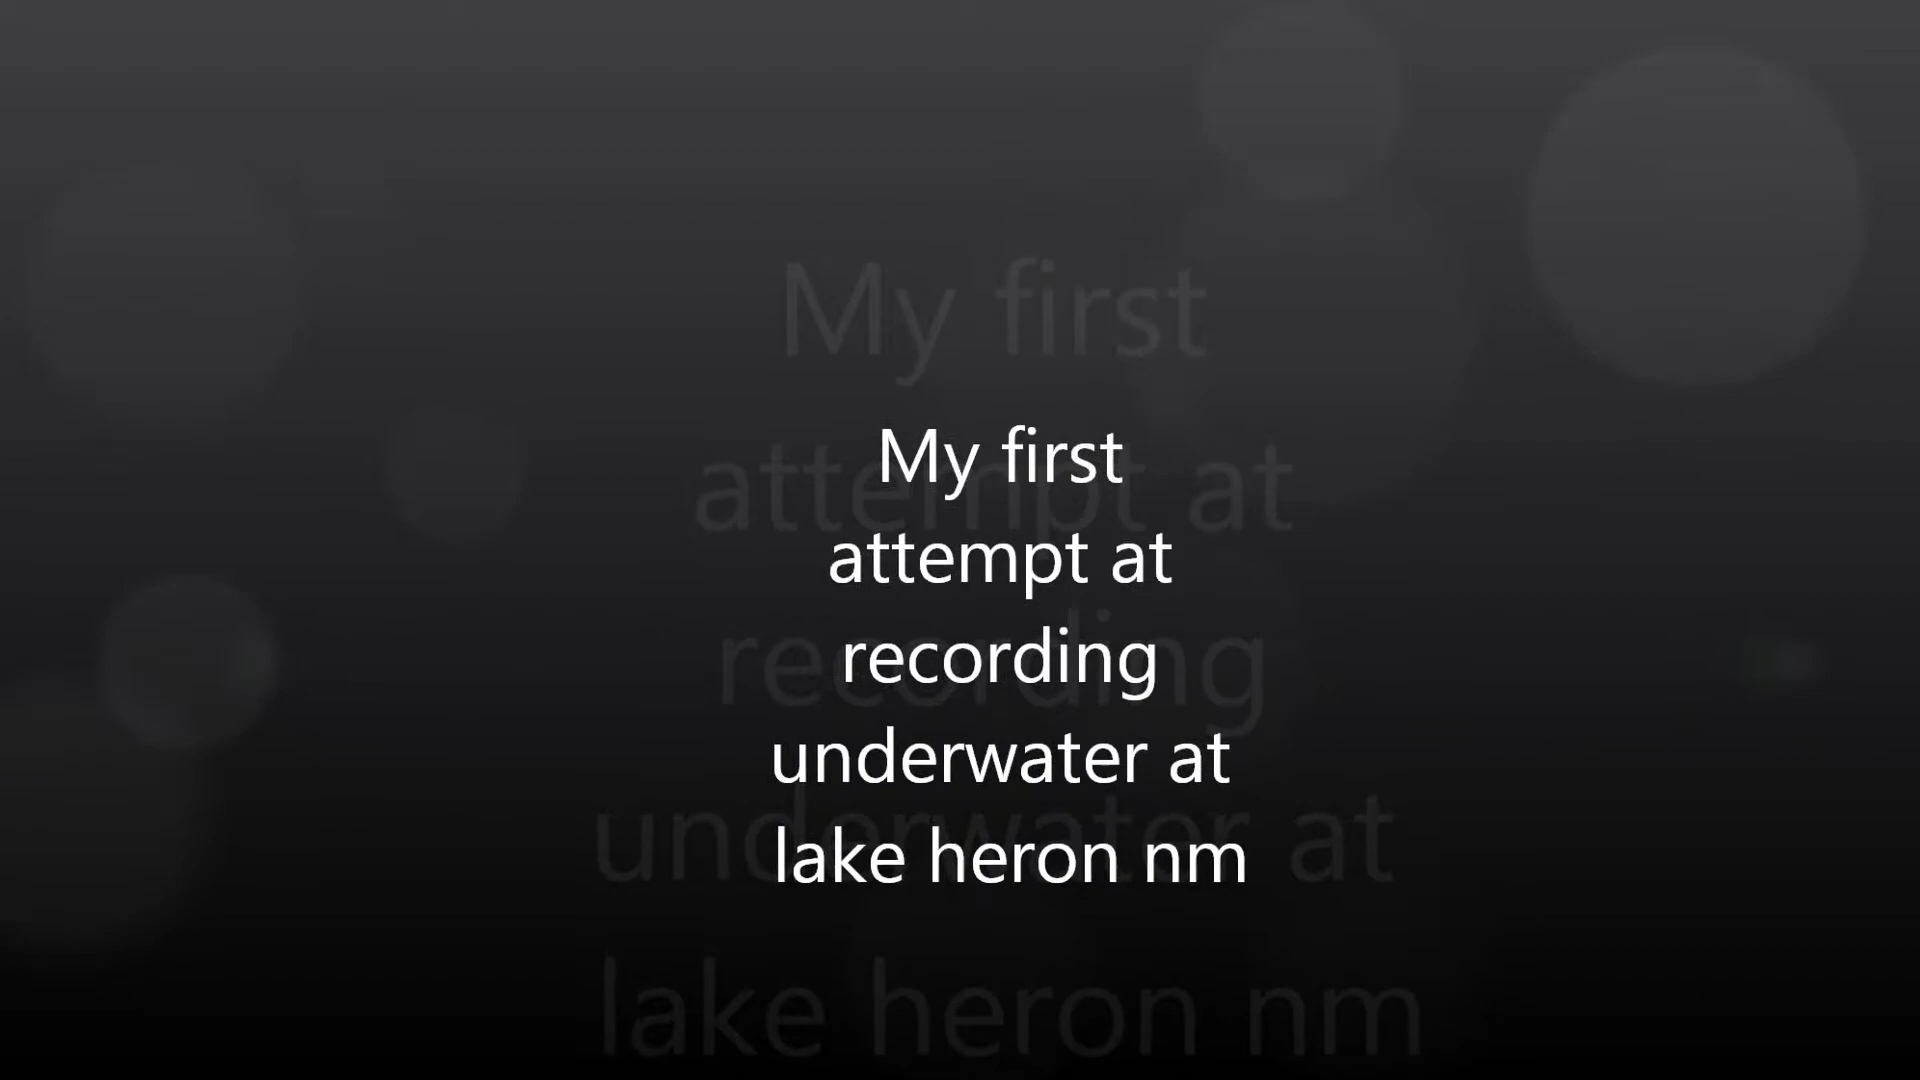 My first
attempt at
recording
underwater at
lake heron nm